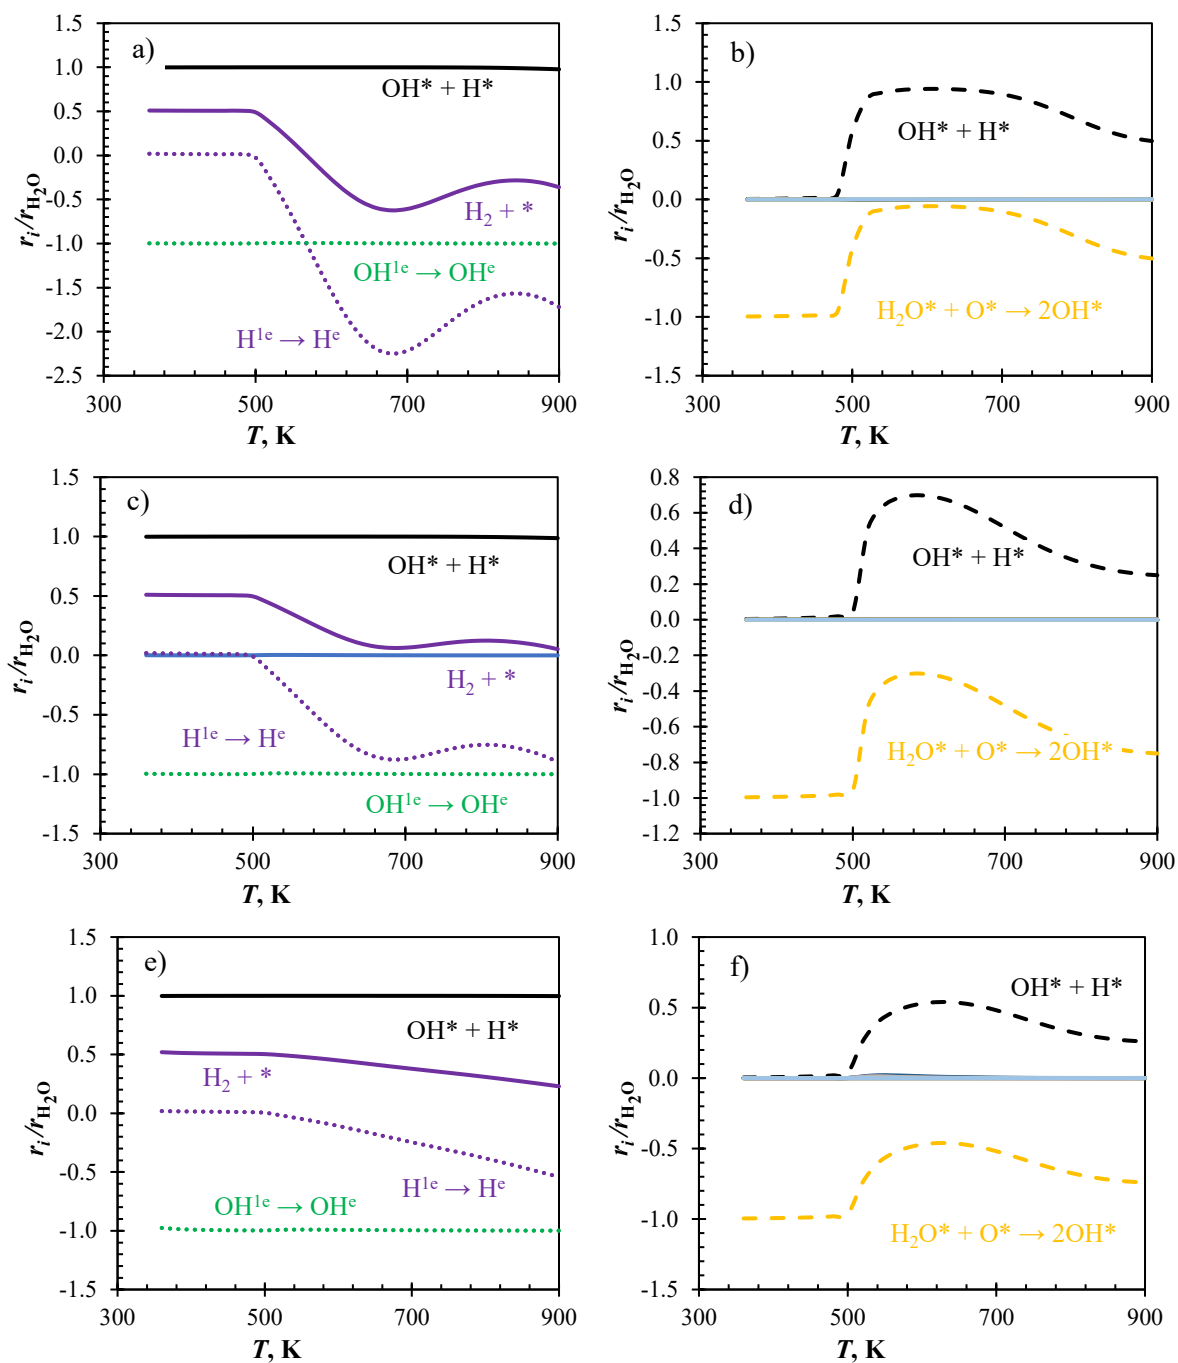 a)
1.5
1.0
0.5
0.0
-0.5
-1.0
-1.5
-2.0
-2.5
300
500
700
900
T, K
rᵢ/r_H₂O
OH* + H*
H₂ + *
OH¹ᵉ → OHᵉ
H¹ᵉ → Hᵉ
b)
1.5
1.0
0.5
0.0
-0.5
-1.0
-1.5
300
500
700
900
T, K
rᵢ/r_H₂O
OH* + H*
H₂O* + O* → 2OH*
c)
1.5
1.0
0.5
0.0
-0.5
-1.0
-1.5
300
500
700
900
T, K
rᵢ/r_H₂O
OH* + H*
H₂ + *
H¹ᵉ → Hᵉ
OH¹ᵉ → OHᵉ
d)
0.8
0.6
0.4
0.2
0.0
-0.2
-0.4
-0.6
-0.8
-1.0
-1.2
300
500
700
900
T, K
rᵢ/r_H₂O
OH* + H*
H₂O* + O* → 2OH*
e)
1.5
1.0
0.5
0.0
-0.5
-1.0
-1.5
300
500
700
900
T, K
rᵢ/r_H₂O
OH* + H*
H₂ + *
H¹ᵉ → Hᵉ
OH¹ᵉ → OHᵉ
f)
1.0
0.5
0.0
-0.5
-1.0
-1.5
300
500
700
900
T, K
rᵢ/r_H₂O
OH* + H*
H₂O* + O* → 2OH*